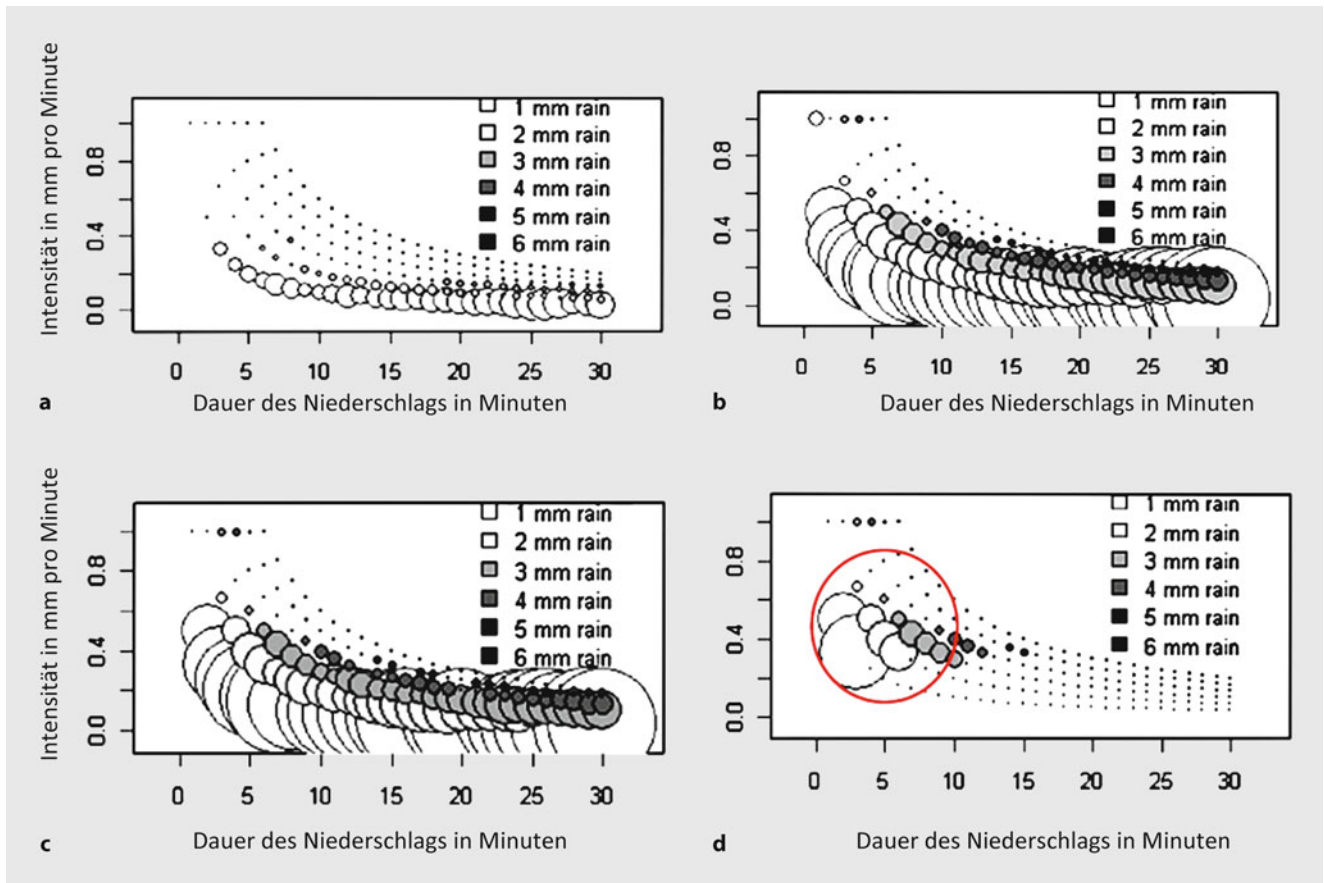 Intensität in mm pro Minute
0.8
0.4
0.0
1 mm rain
2 mm rain
3 mm rain
4 mm rain
5 mm rain
6 mm rain
0 5 10 15 20 25 30
a Dauer des Niederschlags in Minuten
0.8
0.4
0.0
1 mm rain
2 mm rain
3 mm rain
4 mm rain
5 mm rain
6 mm rain
0 5 10 15 20 25 30
b Dauer des Niederschlags in Minuten
Intensität in mm pro Minute
0.8
0.4
0.0
1 mm rain
2 mm rain
3 mm rain
4 mm rain
5 mm rain
6 mm rain
0 5 10 15 20 25 30
c Dauer des Niederschlags in Minuten
0.8
0.4
0.0
1 mm rain
2 mm rain
3 mm rain
4 mm rain
5 mm rain
6 mm rain
0 5 10 15 20 25 30
d Dauer des Niederschlags in Minuten